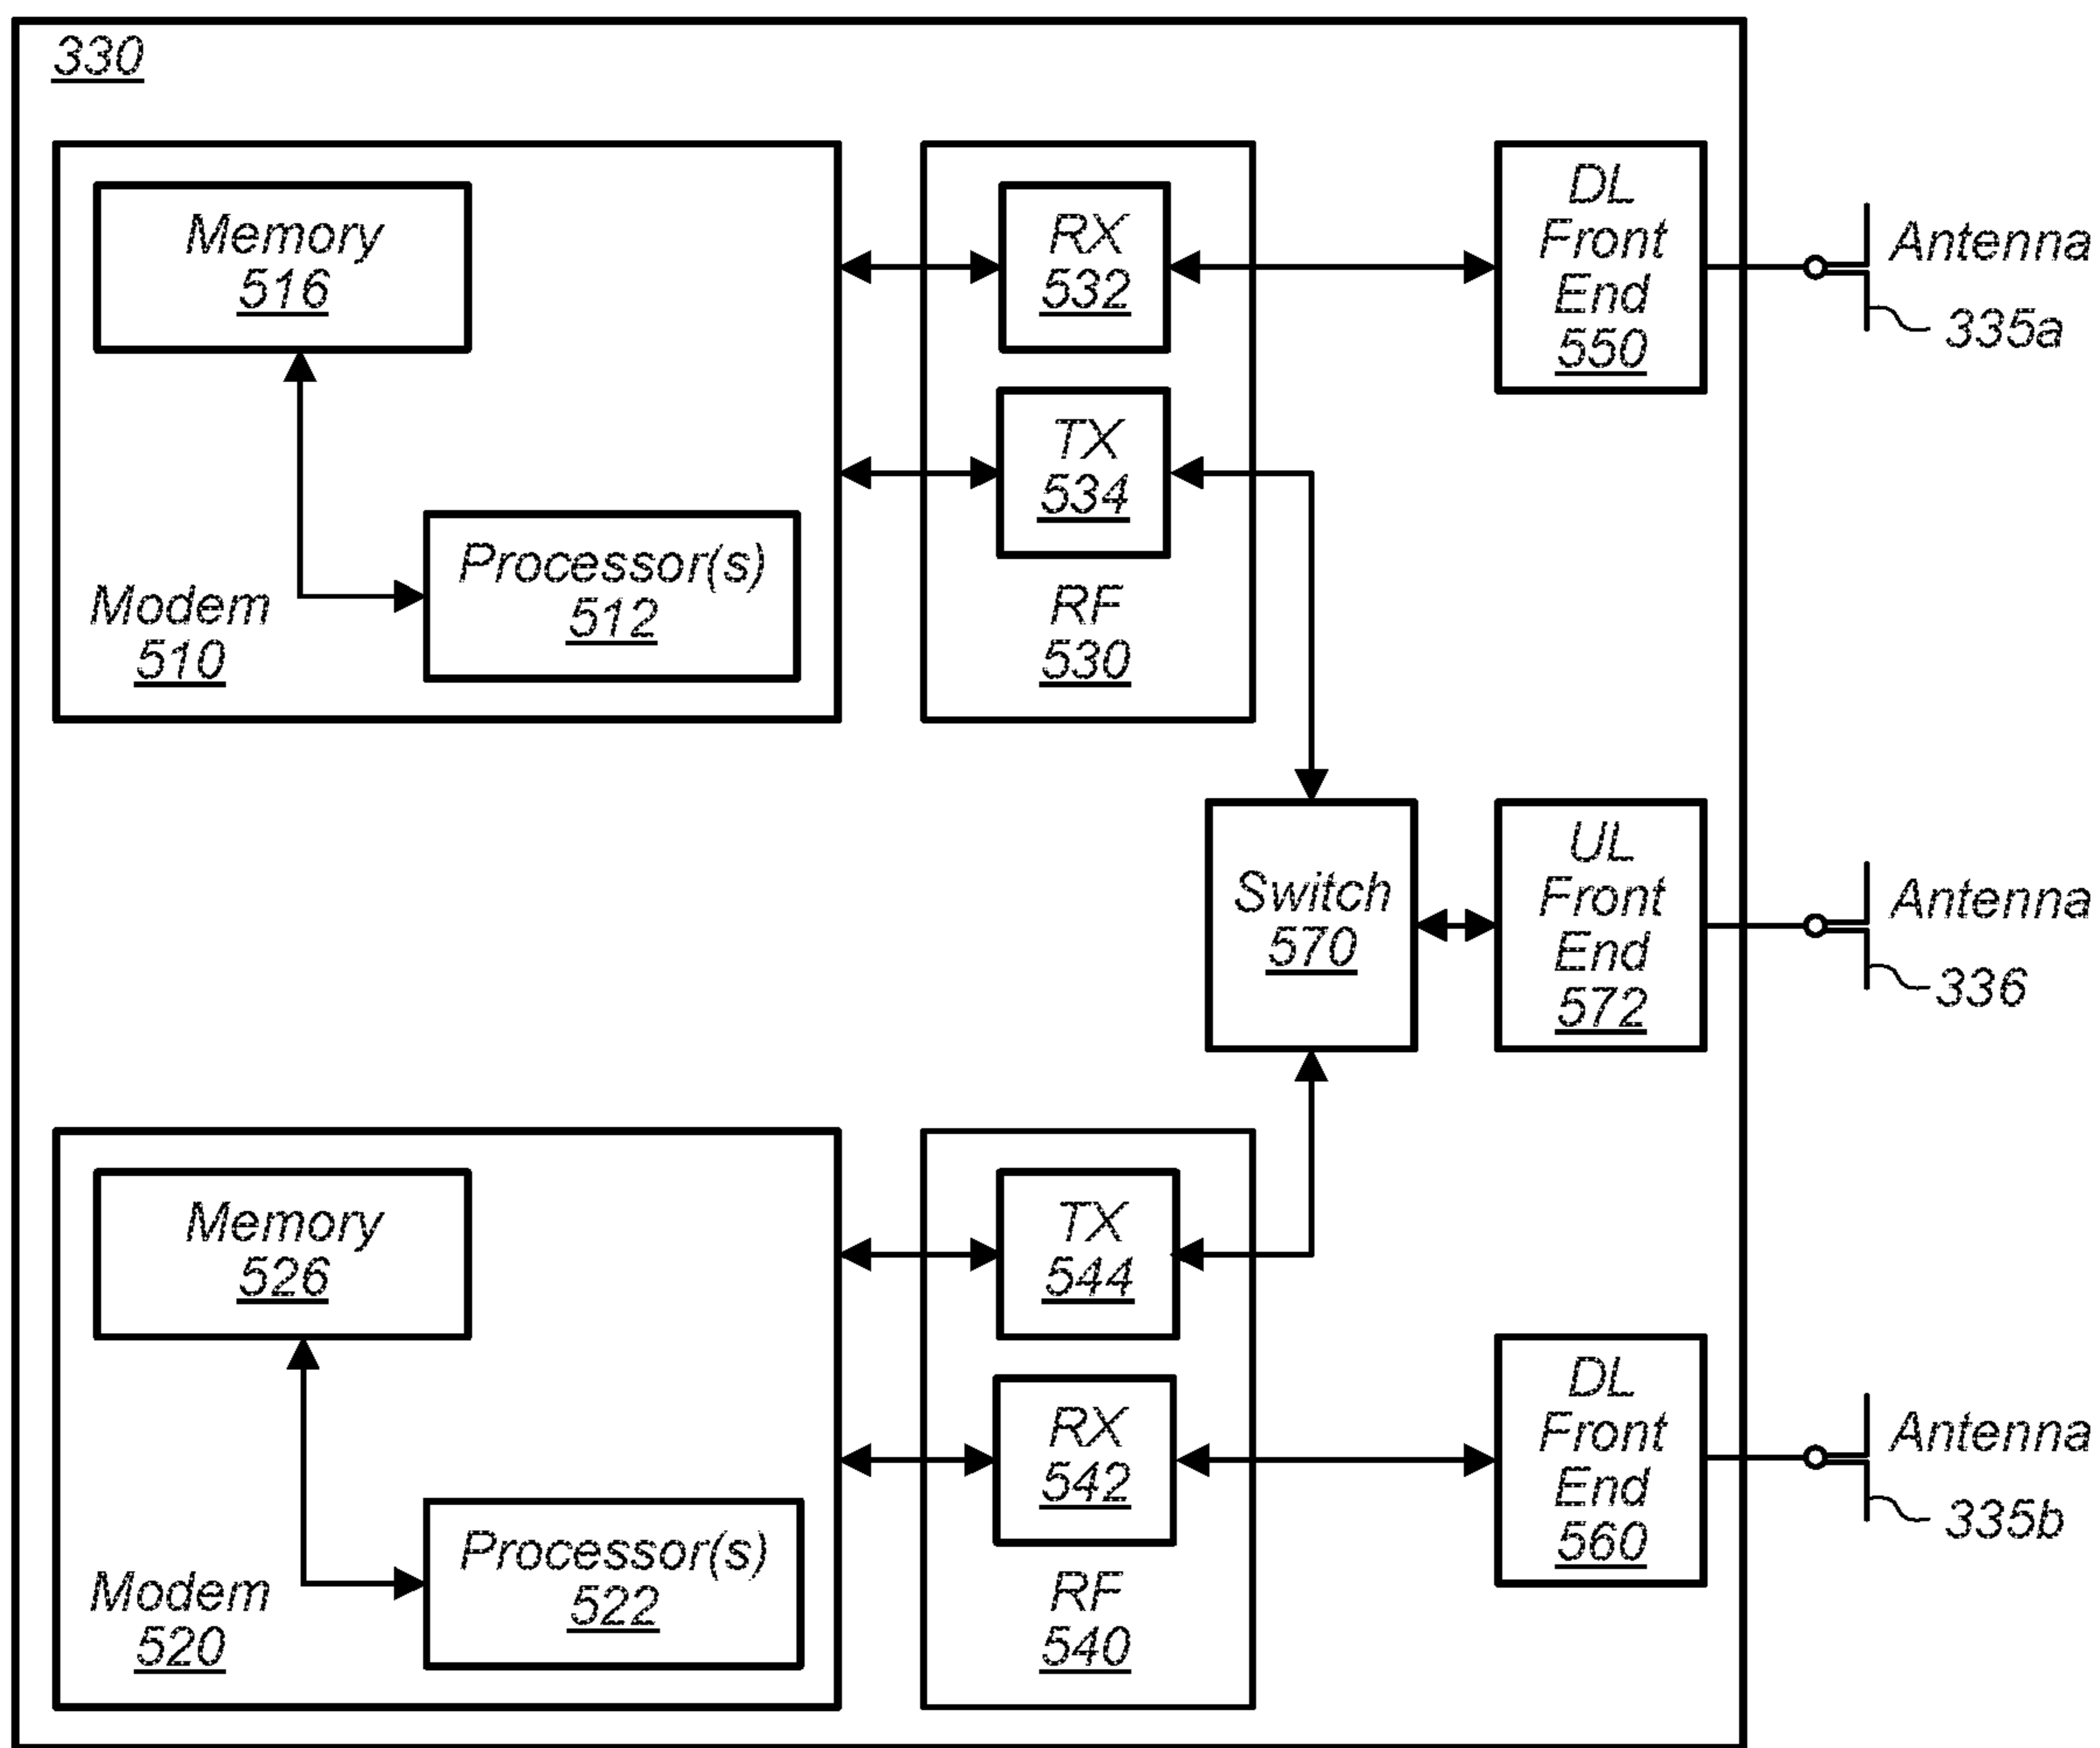 330
Memory
516
Processor(s)
512
Modem
510
RX
532
TX
534
RF
530
DL
Front
End
550
Antenna
335a
Switch
570
UL
Front
End
572
Antenna
336
Memory
526
Processor(s)
522
Modem
520
TX
544
RX
542
RF
540
DL
Front
End
560
Antenna
335b